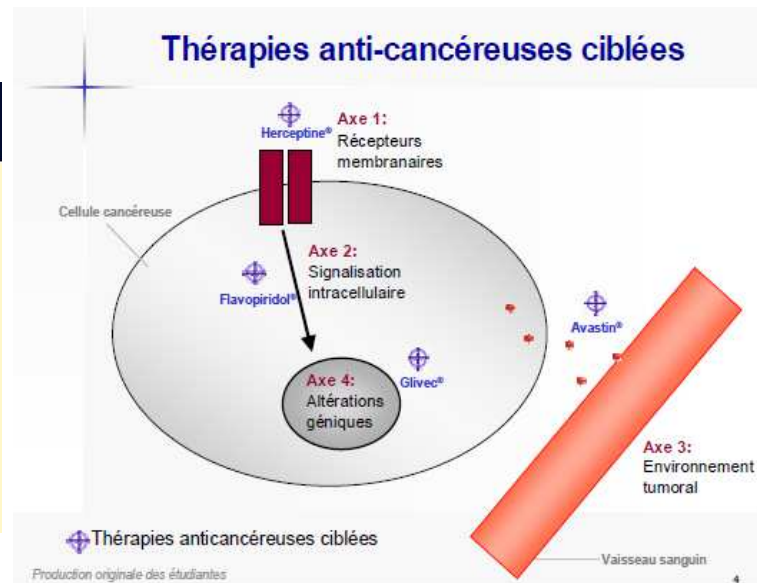 Thérapies anti-cancéreuses ciblées
Herceptine®
Axe 1:
Récepteurs
membranaires
Cellule cancéreuse
Axe 2:
Signalisation
intracellulaire
Flavopiridol®
Avastin®
Axe 4:
Altérations
géniques
Glivec®
Axe 3:
Environnement
tumoral
Thérapies anticancéreuses ciblées
Vaisseau sanguin
Production originale des étudiantes
4